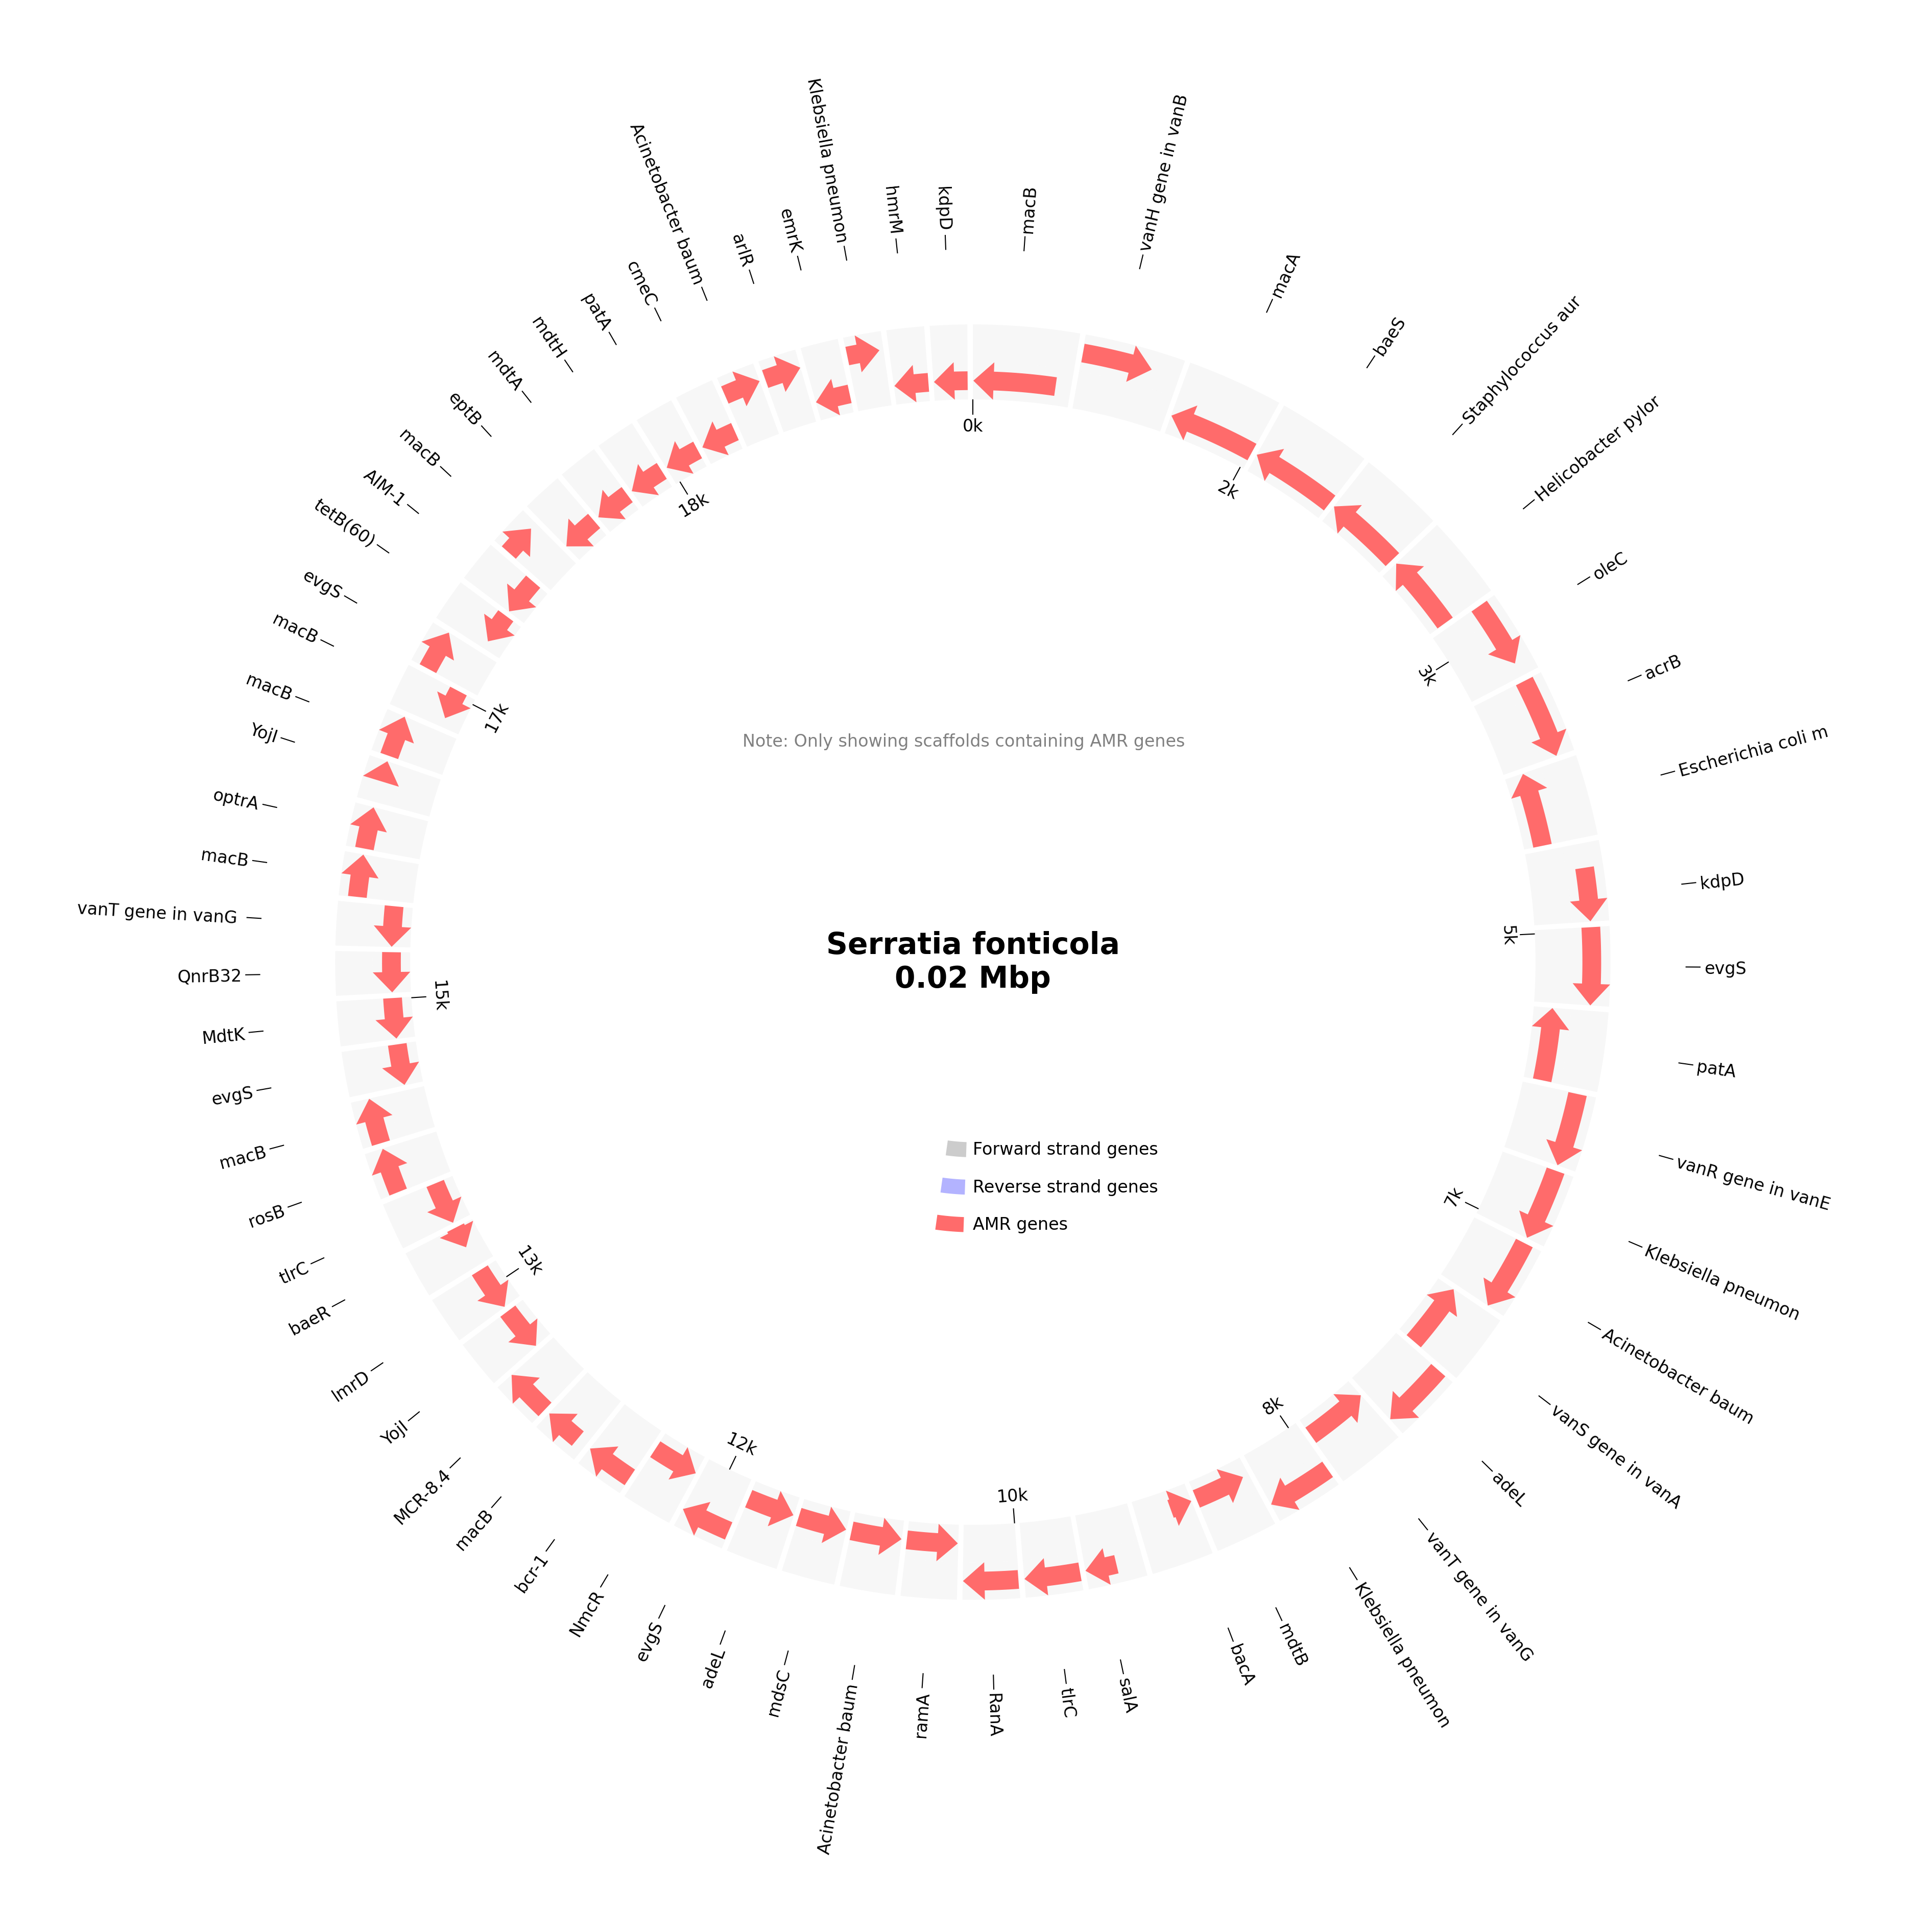 macB
vanH gene in vanB
macA
baeS
Staphylococcus aur
Helicobacter pylor
oleC
acrB
Escherichia coli m
kdpD
evgS
patA
vanR gene in vanE
Klebsiella pneumon
Acinetobacter baum
vanS gene in vanA
adeL
vanT gene in vanG
Klebsiella pneumon
mdtB
bacA
salA
tlrC
RanA
ramA
Acinetobacter baum
mdsC
adeL
evgS
NmcR
bcr-1
macB
MCR-8.4
YojI
lmrD
baeR
tlrC
rosB
macB
evgS
MdtK
QnrB32
vanT gene in vanG
macB
optrA
YojI
macB
macB
evgS
tetB(60)
AIM-1
macB
eptB
mdtA
mdtH
patA
cmeC
Acinetobacter baum
arlR
emrK
Klebsiella pneumon
hmrM
kdpD
0k
2k
3k
5k
7k
8k
10k
12k
13k
15k
17k
18k
Note: Only showing scaffolds containing AMR genes
Serratia fonticola
0.02 Mbp
Forward strand genes
Reverse strand genes
AMR genes